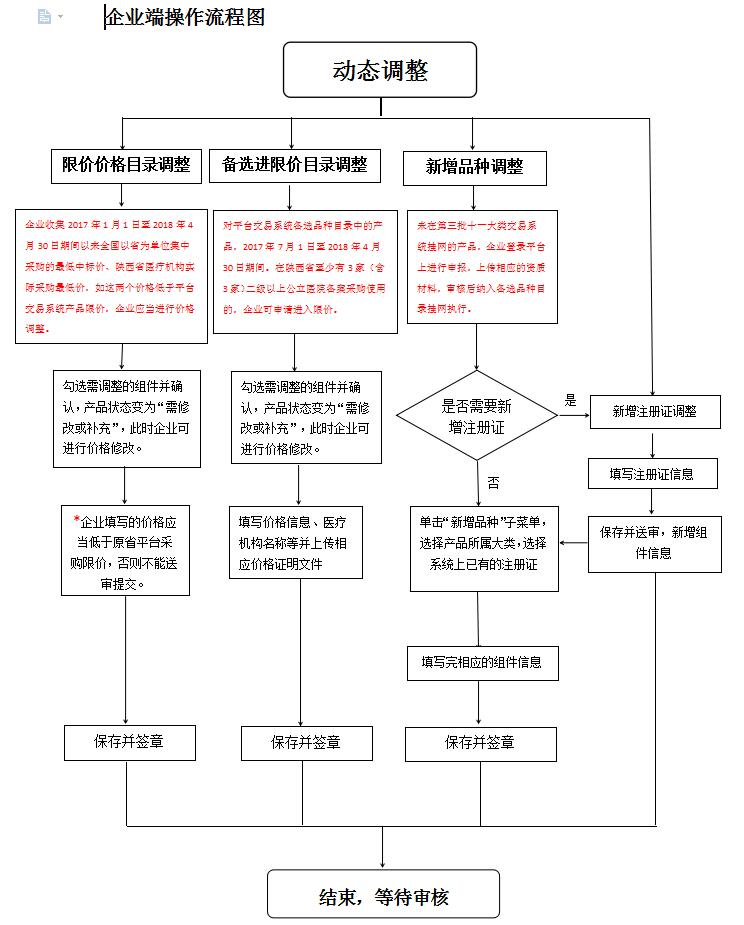 企业端操作流程图
动态调整
限价价格目录调整
备选进限价目录调整
新增品种调整
企业收集 2017 年 1 月 1 日至 2018 年 4
月 30 日期间以来全国以省为单位集中
采购的最低中标价、陕西省医疗机构实
际采购最低价，如这两个价格低于平台
交易系统产品限价，企业应当进行价格
调整。
对平台交易系统备选品种目录中的产
品，2017 年 7 月 1 日至 2018 年 4 月
30 日期间。在陕西省至少有 3 家（含
3 家）二级以上公立医院备案采购使用
的，企业可申请进入限价。
未在第三批十一大类交易系
统挂网的产品，企业登录平台
上进行申报，上传相应的资质
材料，审核后纳入备选品种目
录挂网执行。
勾选需调整的组件并确
认，产品状态变为“需修
改或补充”，此时企业可
进行价格修改。
勾选需调整的组件并确
认，产品状态变为“需修
改或补充”，此时企业可
进行价格修改。
是否需要新
增注册证
是
新增注册证调整
填写注册证信息
否
*企业填写的价格应
当低于原省平台采
购限价，否则不能送
审提交。
填写价格信息、医疗
机构名称等并上传相
应价格证明文件
单击“新增品种”子菜单，
选择产品所属大类，选择
系统上已有的注册证
保存并送审，新增组
件信息
填写完相应的组件信息
保存并签章
保存并签章
保存并签章
结束，等待审核